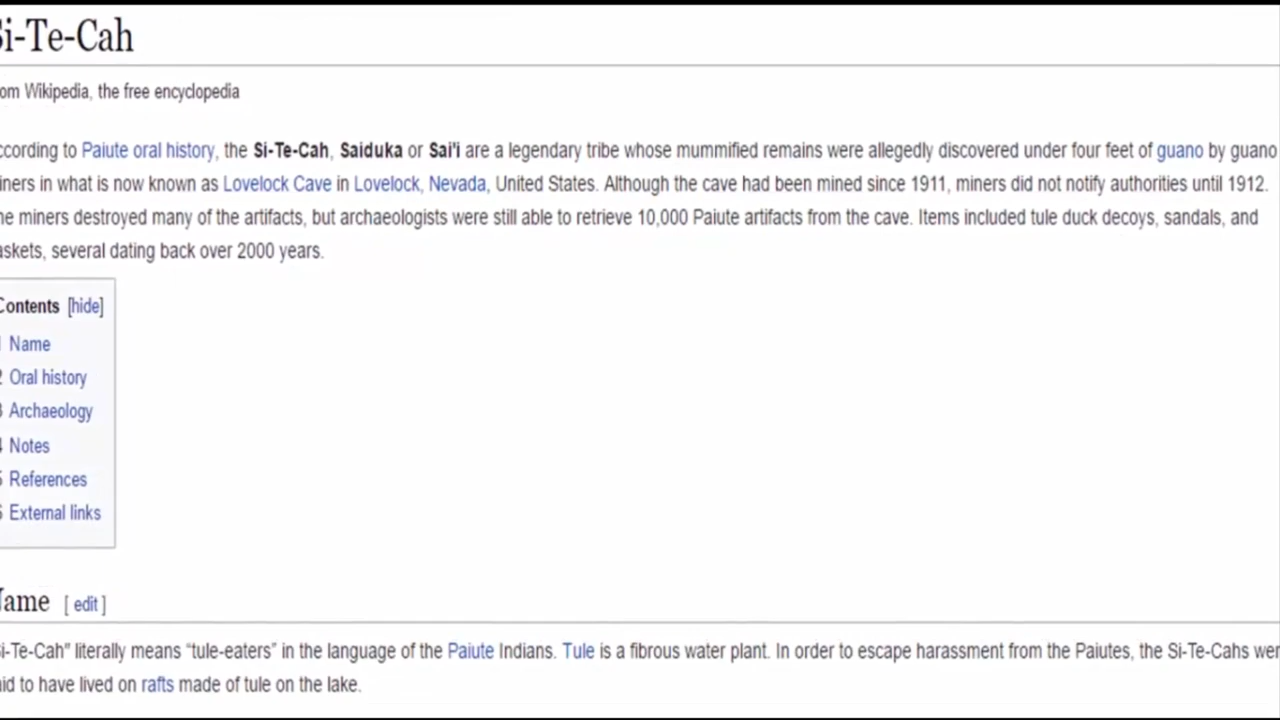 Si-Te-Cah
om Wikipedia, the free encyclopedia
ccording to Paiute oral history, the Si-Te-Cah, Saiduka or Sai'i are a legendary tribe whose mummified remains were allegedly discovered under four feet of guano by guano
iners in what is now known as Lovelock Cave in Lovelock, Nevada, United States. Although the cave had been mined since 1911, miners did not notify authorities until 1912.
he miners destroyed many of the artifacts, but archaeologists were still able to retrieve 10,000 Paiute artifacts from the cave. Items included tule duck decoys, sandals, and
askets, several dating back over 2000 years.
Contents [hide]
1 Name
2 Oral history
3 Archaeology
4 Notes
5 References
6 External links
Name [ edit ]
i-Te-Cah" literally means “tule-eaters” in the language of the Paiute Indians. Tule is a fibrous water plant. In order to escape harassment from the Paiutes, the Si-Te-Cahs wer
aid to have lived on rafts made of tule on the lake.